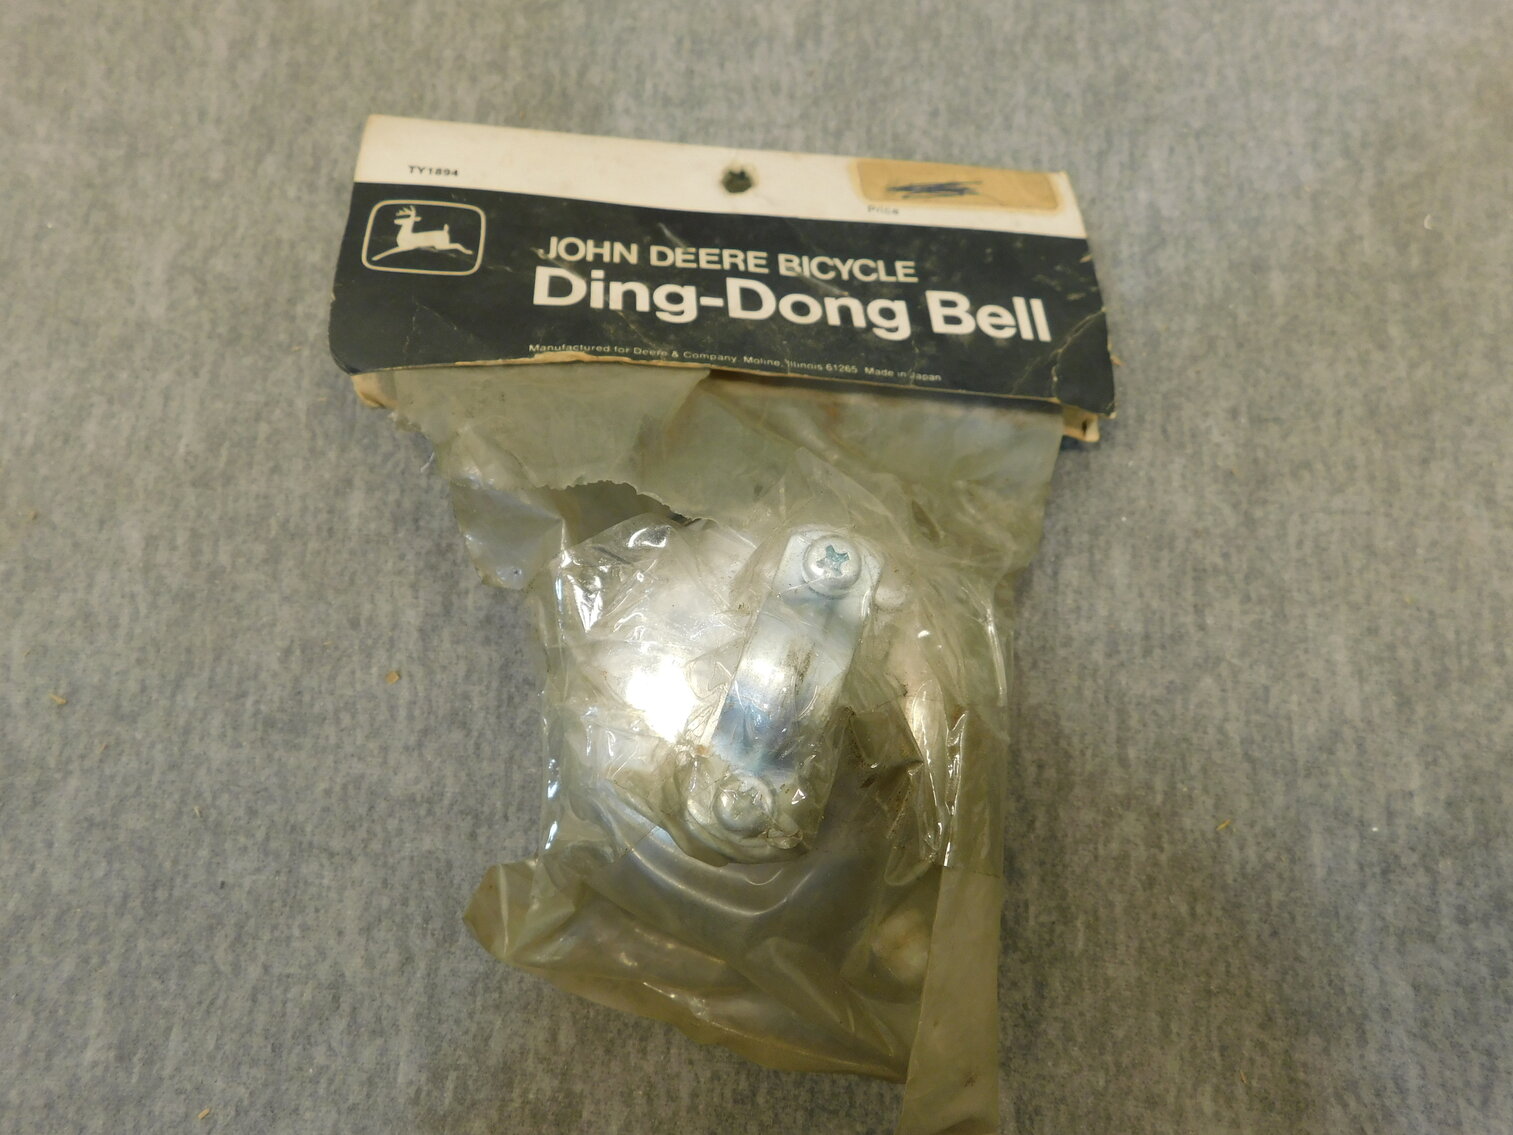 TY1894
Price
JOHN DEERE BICYCLE
Ding-Dong Bell
Manufactured for Deere & Company Moline, Illinois 61265 Made in Japan